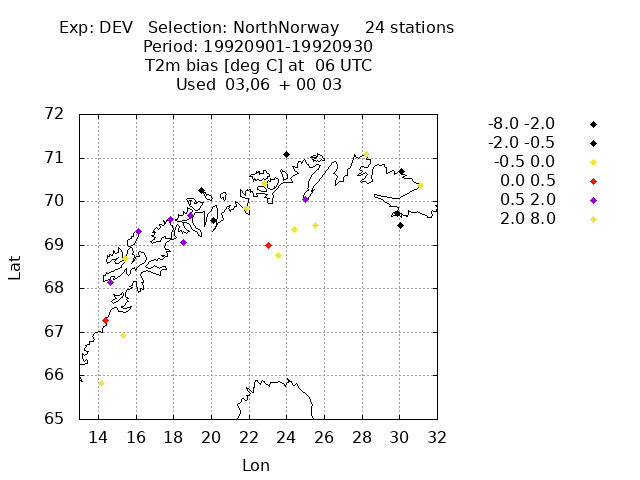 Exp: DEV Selection: NorthNorway 24 stations
Period: 19920901-19920930
T2m bias [deg C] at 06 UTC
Used 03,06 + 00 03
72
71
70
69
68
67
66
65
Lat
14 16 18 20 22 24 26 28 30 32
Lon
-8.0 -2.0
-2.0 -0.5
-0.5 0.0
0.0 0.5
0.5 2.0
2.0 8.0